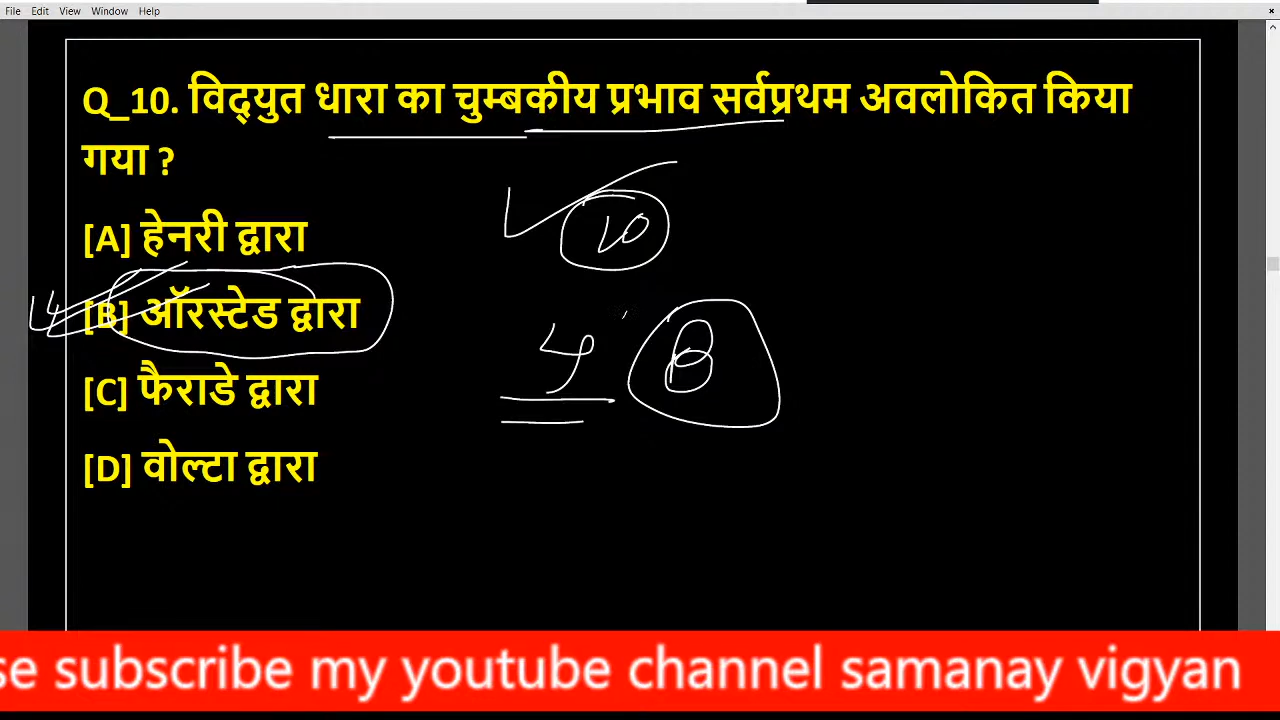 File Edit View Window Help
Q_10. विद्युत धारा का चुम्बकीय प्रभाव सर्वप्रथम अवलोकित किया
गया ?
10
[A] हेनरी द्वारा
[B] ऑरस्टेड द्वारा
B
[C] फैराडे द्वारा
[D] वोल्टा द्वारा
se subscribe my youtube channel samanay vigyan